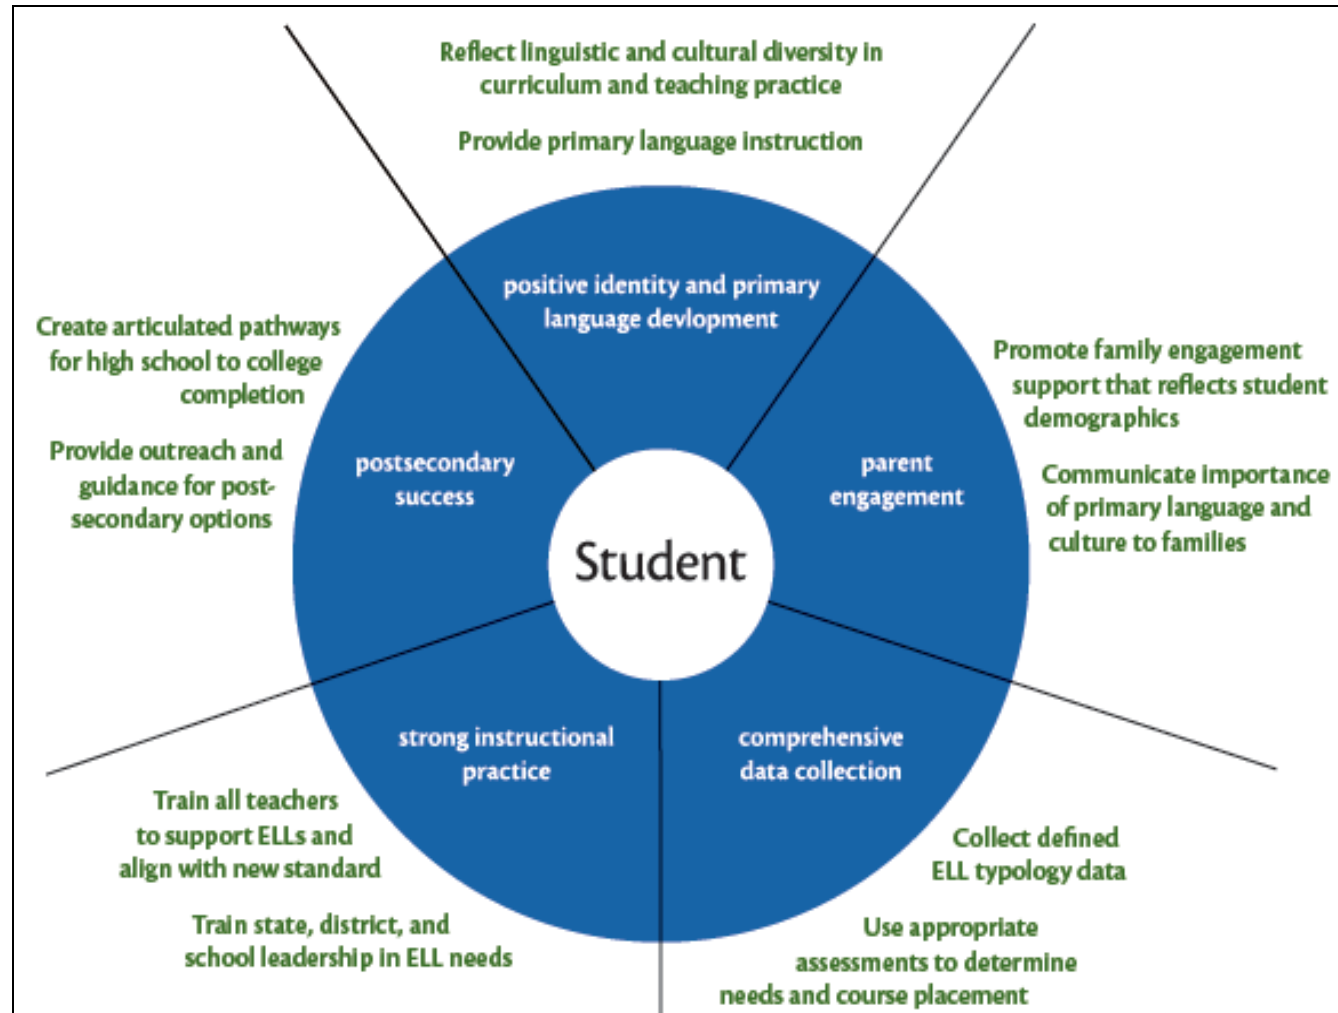 Reflect linguistic and cultural diversity in
curriculum and teaching practice
Provide primary language instruction
positive identity and primary
language devlopment
Create articulated pathways
for high school to college
completion
Provide outreach and
guidance for post-
secondary options
postsecondary
success
parent
engagement
Promote family engagement
support that reflects student
demographics
Communicate importance
of primary language and
culture to families
Student
strong instructional
practice
comprehensive
data collection
Train all teachers
to support ELLs and
align with new standard
Train state, district, and
school leadership in ELL needs
Collect defined
ELL typology data
Use appropriate
assessments to determine
needs and course placement